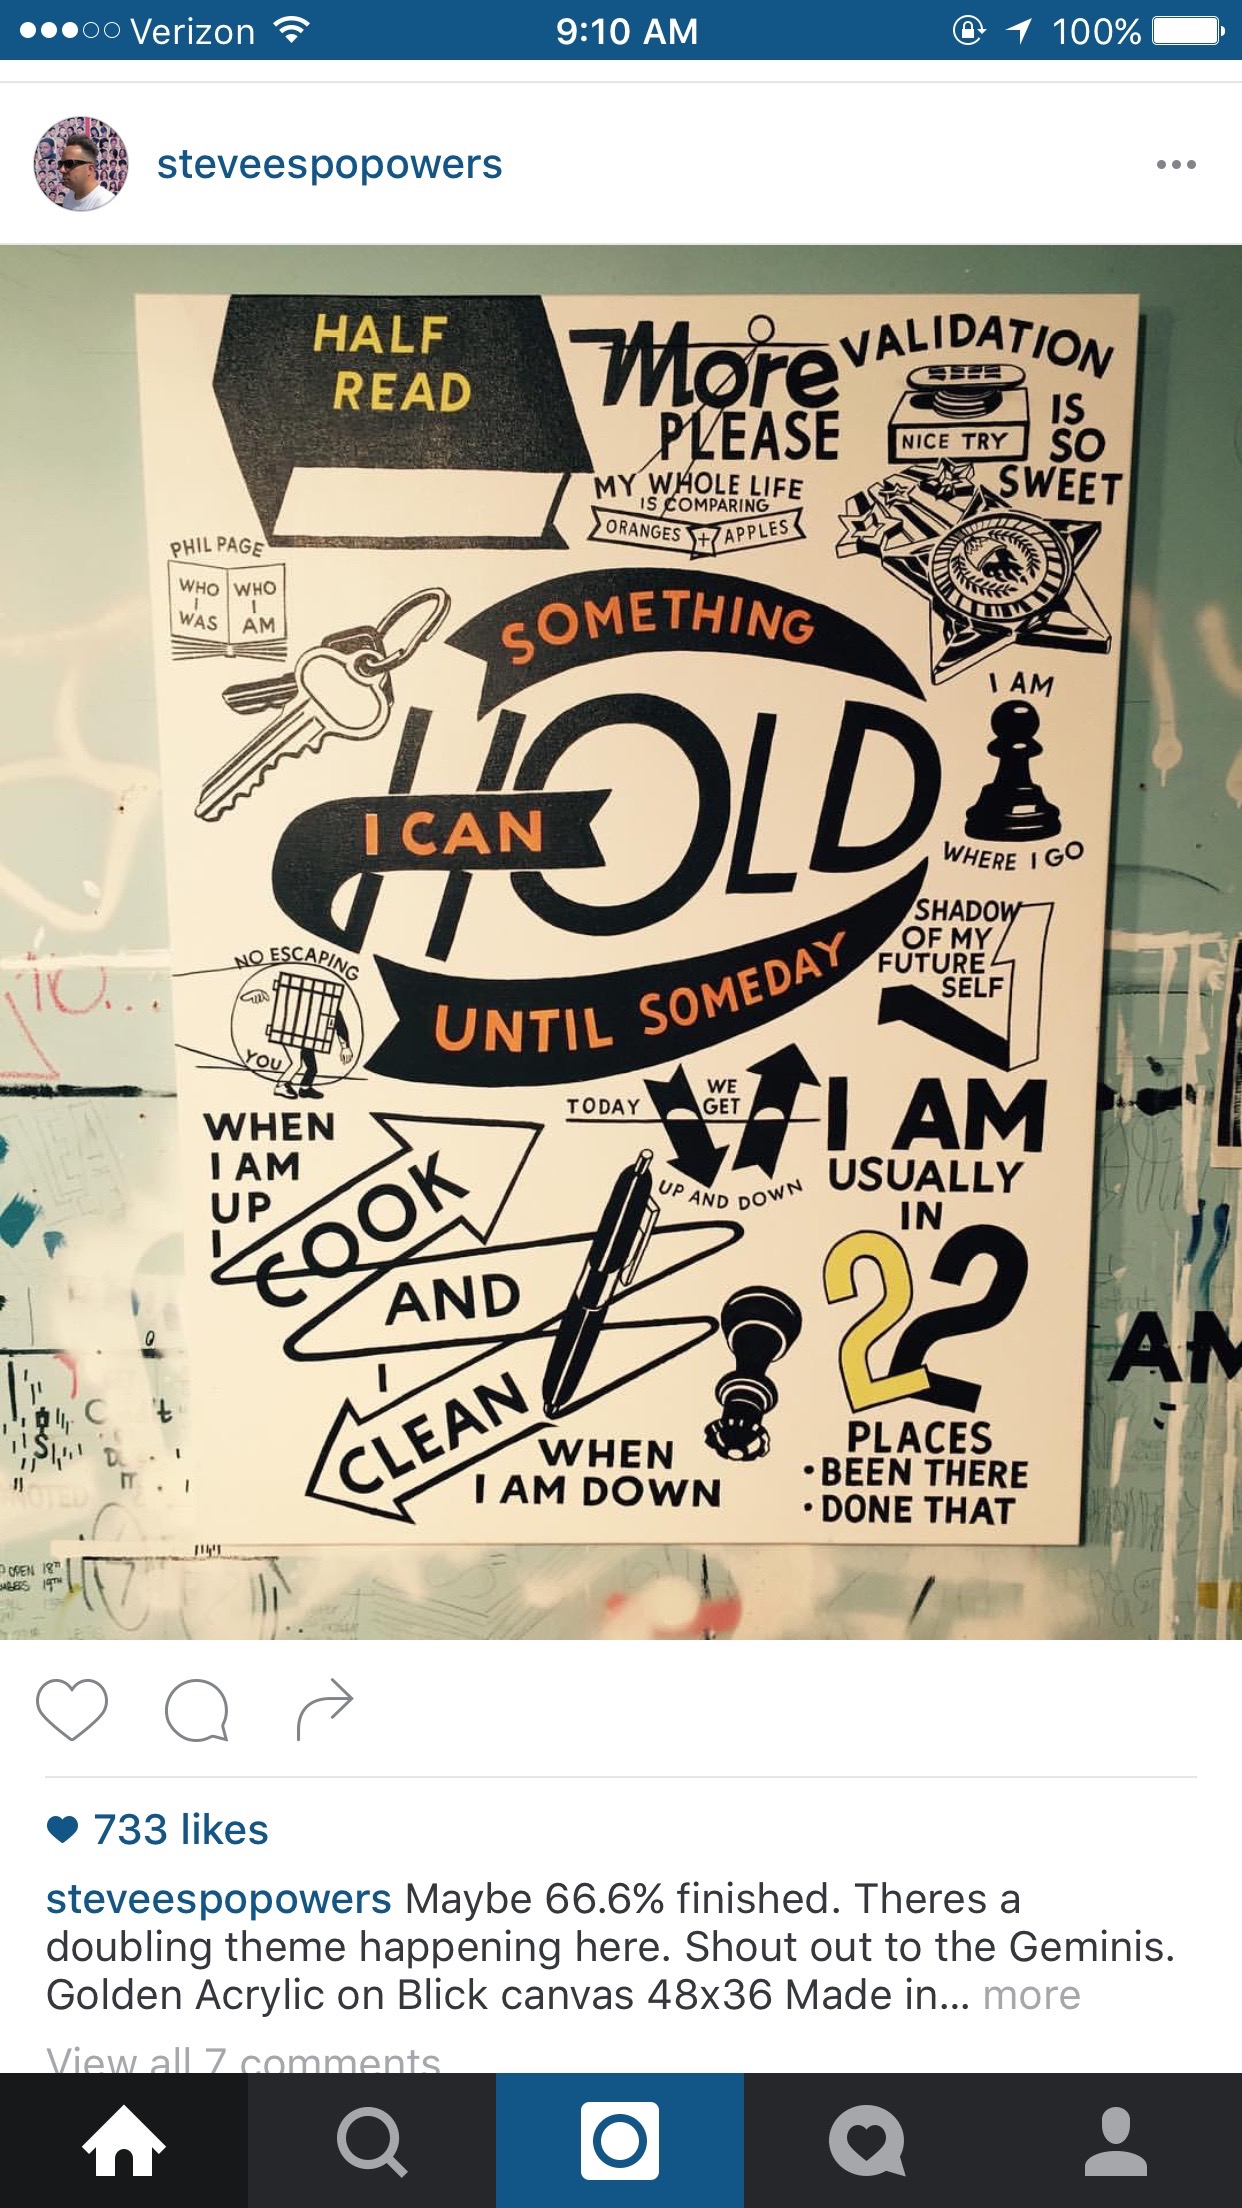 Verizon 9:10 AM 100%
steveespopowers
HALF
READ
More
PLEASE
MY WHOLE LIFE
IS COMPARING
ORANGES + APPLES
VALIDATION
IS
SO
SWEET
NICE TRY
PHIL PAGE
WHO
I
WAS
WHO
I
AM
SOMETHING
I CAN
HOLD
UNTIL SOMEDAY
I AM
WHERE I GO
SHADOW
OF MY
FUTURE
SELF
NO ESCAPING
YOU
TODAY
WE
GET
UP AND DOWN
WHEN
I AM
UP
I
COOK
AND
I
CLEAN
WHEN
I AM DOWN
I AM
USUALLY
IN
22
PLACES
• BEEN THERE
• DONE THAT
AM
733 likes
steveespopowers Maybe 66.6% finished. Theres a
doubling theme happening here. Shout out to the Geminis.
Golden Acrylic on Blick canvas 48x36 Made in... more
View all 7 comments